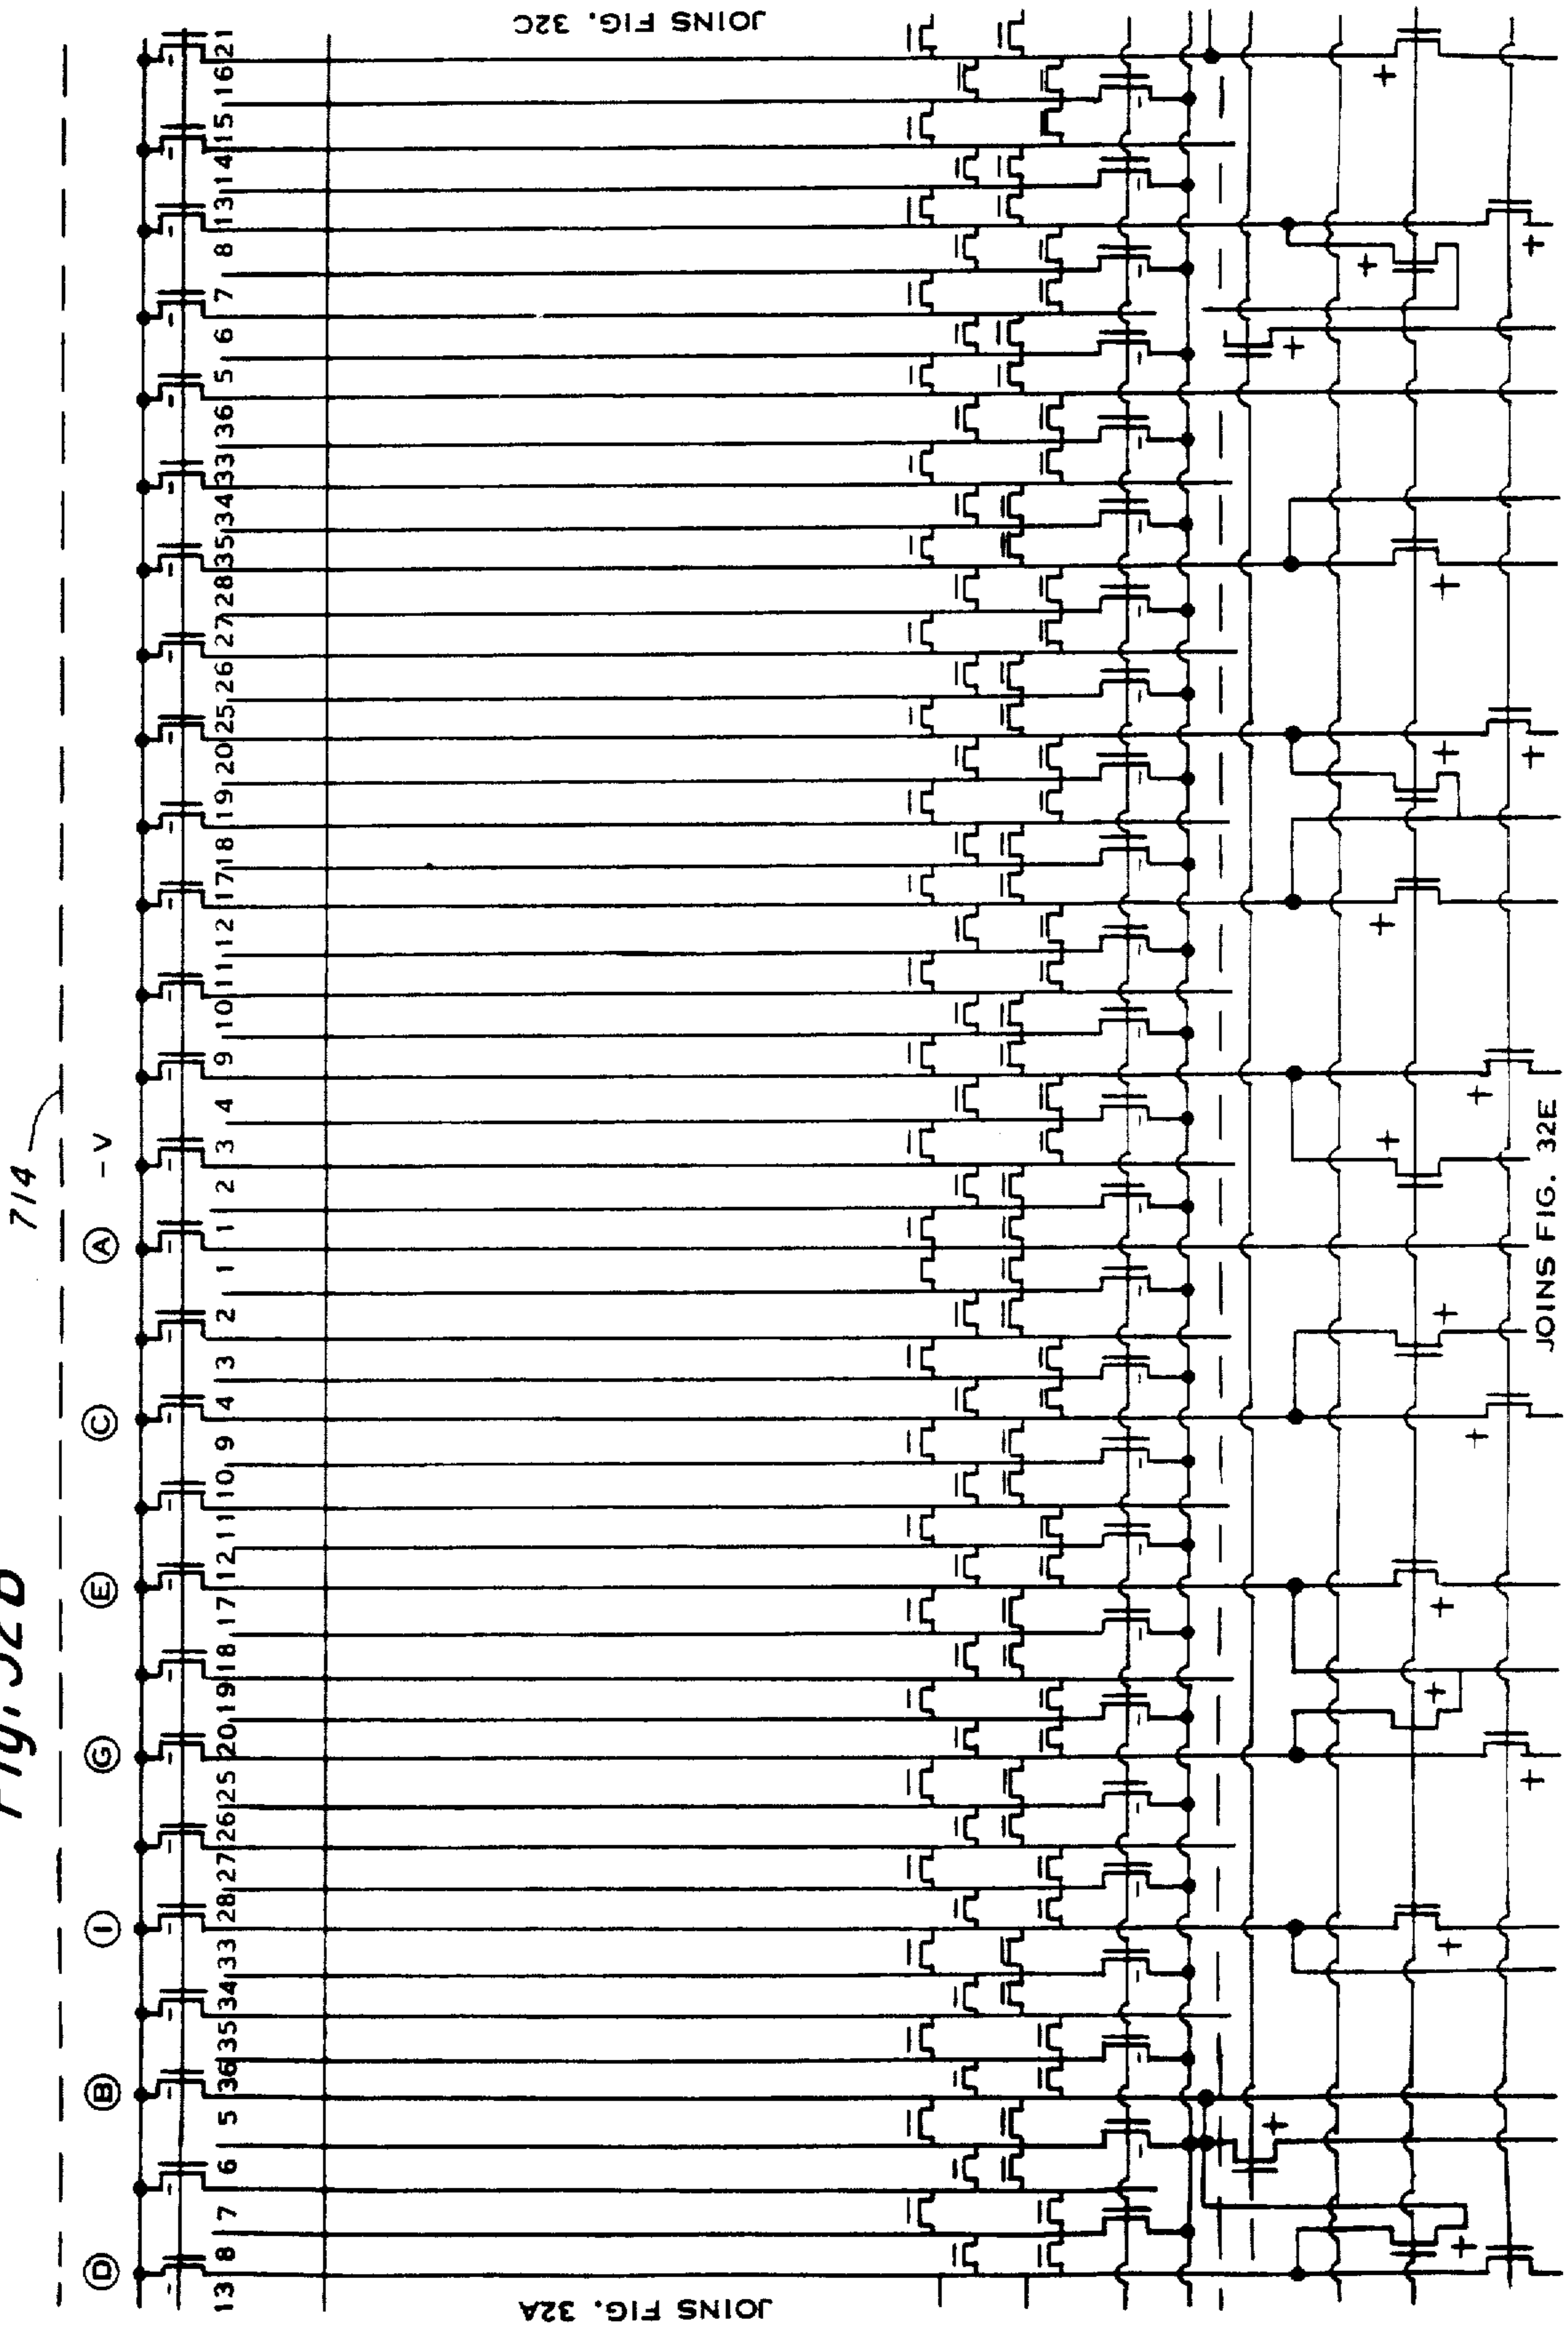 Fig. 32B
714
D B I G E C A -V
13 8 7 6 5 36 35 34 33 28 27 26 25 20 19 18 17 12 11 10 9 4 3 2 1 1 2 3 4 9 10 11 12 17 18 19 20 25 26 27 28 35 34 33 36 5 6 7 8 13 14 15 16 21
JOINS FIG. 32A
JOINS FIG. 32C
JOINS FIG. 32E